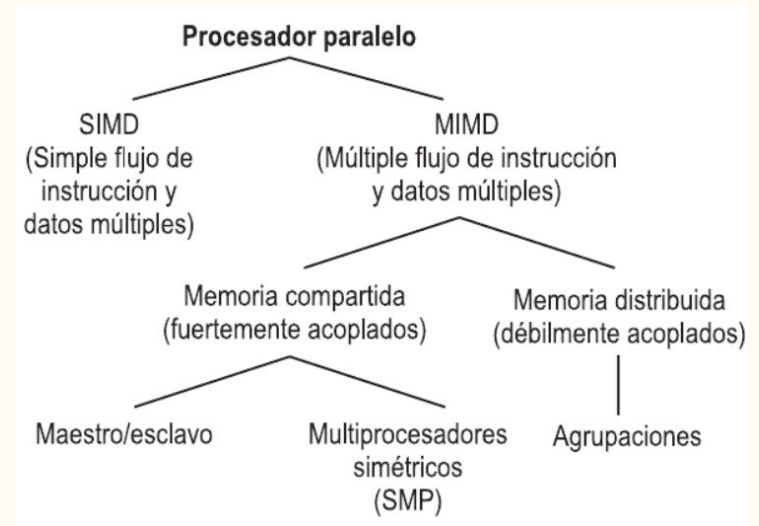 Procesador paralelo
SIMD
(Simple flujo de
instrucción y
datos múltiples)
MIMD
(Múltiple flujo de instrucción
y datos múltiples)
Memoria compartida
(fuertemente acoplados)
Memoria distribuida
(débilmente acoplados)
Maestro/esclavo
Multiprocesadores
simétricos
(SMP)
Agrupaciones